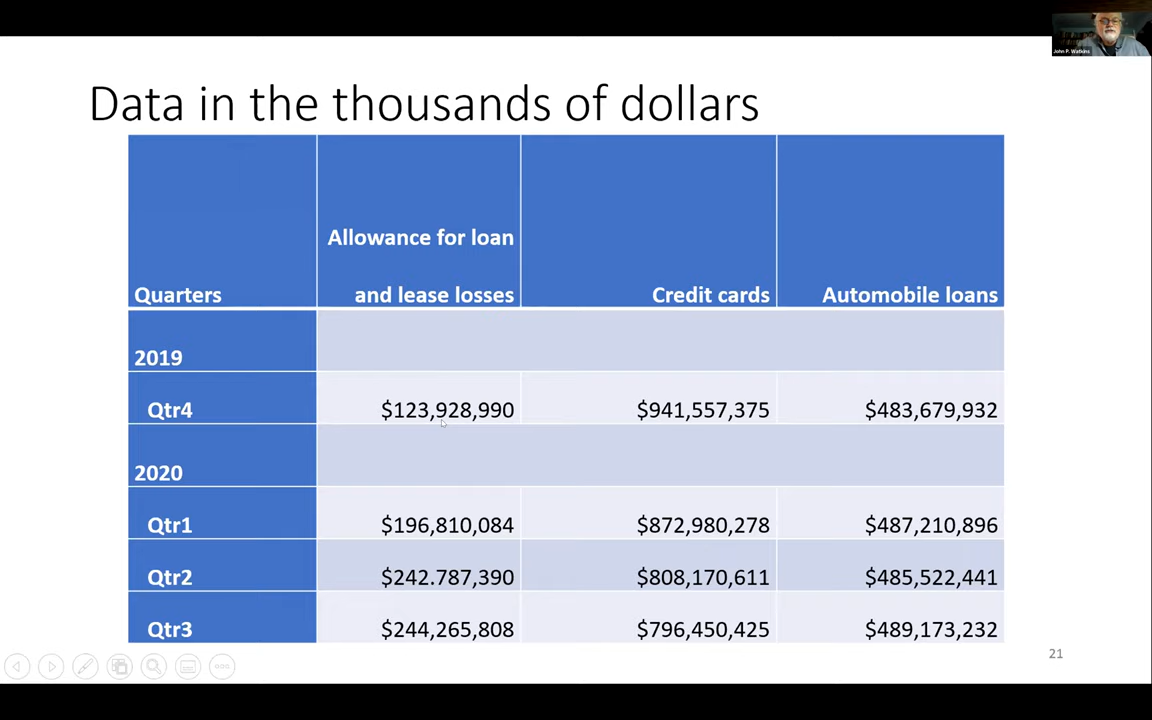 John P. Watkins
Data in the thousands of dollars
Allowance for loan
Quarters and lease losses Credit cards Automobile loans
2019
Qtr4 $123,928,990 $941,557,375 $483,679,932
2020
Qtr1 $196,810,084 $872,980,278 $487,210,896
Qtr2 $242.787,390 $808,170,611 $485,522,441
Qtr3 $244,265,808 $796,450,425 $489,173,232
21